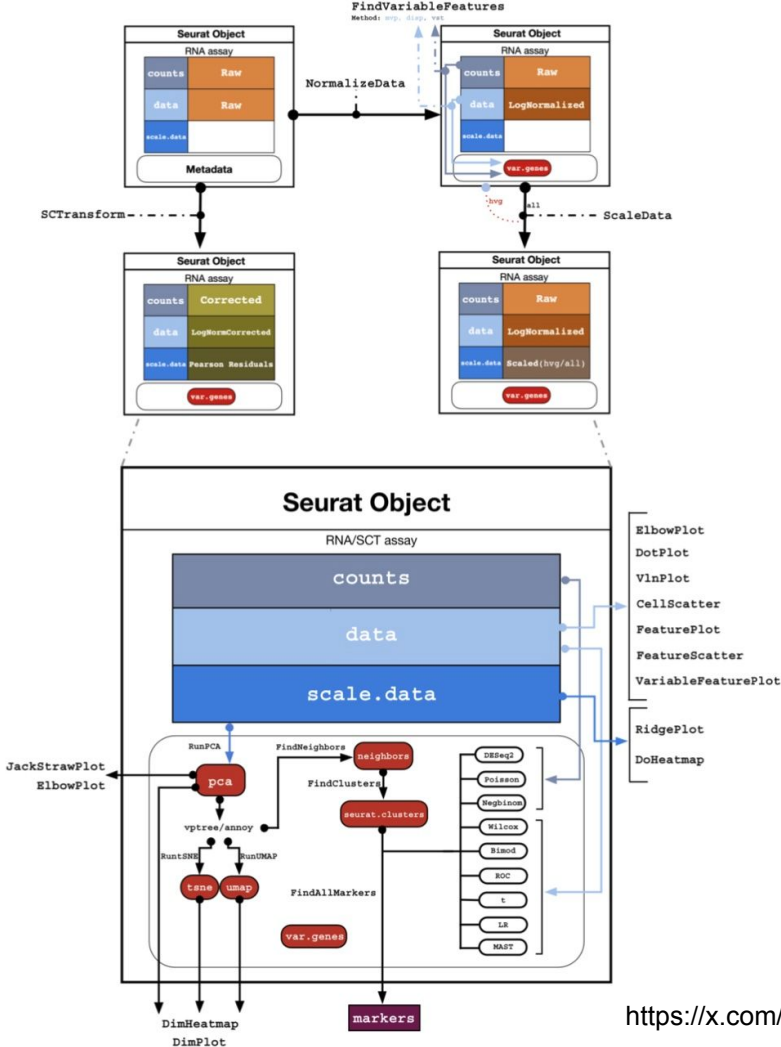 FindVariableFeatures
Method: mvp, disp, vst
Seurat Object
RNA assay
counts Raw
data Raw
scale.data
Metadata
NormalizeData
Seurat Object
RNA assay
counts Raw
data LogNormalized
scale.data
var.genes
SCTransform
hvg
all
ScaleData
Seurat Object
RNA assay
counts Corrected
data LogNormCorrected
scale.data Pearson Residuals
var.genes
Seurat Object
RNA assay
counts Raw
data LogNormalized
scale.data Scaled(hvg/all)
var.genes
Seurat Object
RNA/SCT assay
counts
data
scale.data
ElbowPlot
DotPlot
VlnPlot
CellScatter
FeaturePlot
FeatureScatter
VariableFeaturePlot
RidgePlot
DoHeatmap
RunPCA
FindNeighbors
neighbors
JackStrawPlot
ElbowPlot
pca
FindClusters
seurat.clusters
vptree/annoy
RuntSNE
RunUMAP
tsne
umap
FindAllMarkers
var.genes
DESeq2
Poisson
Negbinom
Wilcox
Bimod
ROC
t
LR
MAST
DimHeatmap
DimPlot
markers
https://x.com/